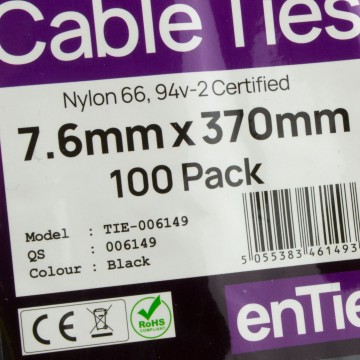 Cable Ties
Nylon 66, 94v-2 Certified
7.6mm x 370mm
100 Pack
Model : TIE-006149
QS : 006149
Colour : Black
5 055383 461493
CE
RoHS
COMPLIANT
enTie